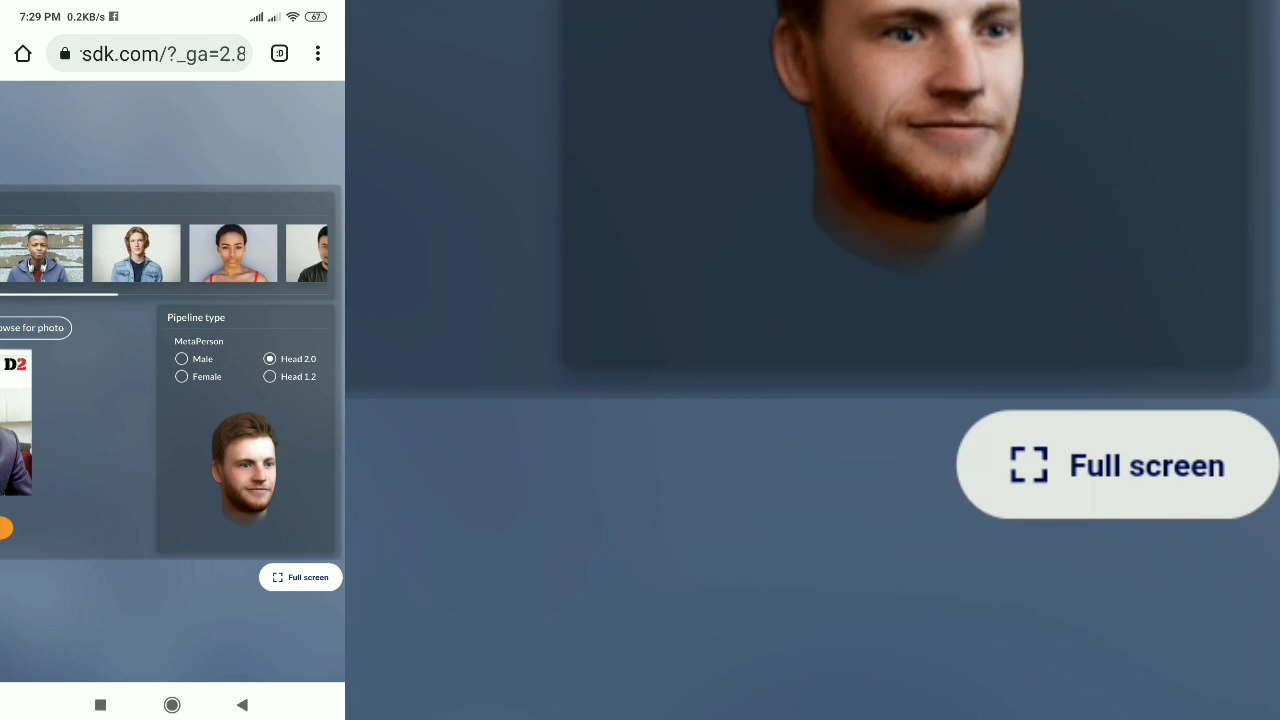 7:29 PM 0.2KB/s
67
sdk.com/?_ga=2.8
:D
owse for photo
Pipeline type
MetaPerson
Male
Head 2.0
Female
Head 1.2
D2
Full screen
Full screen